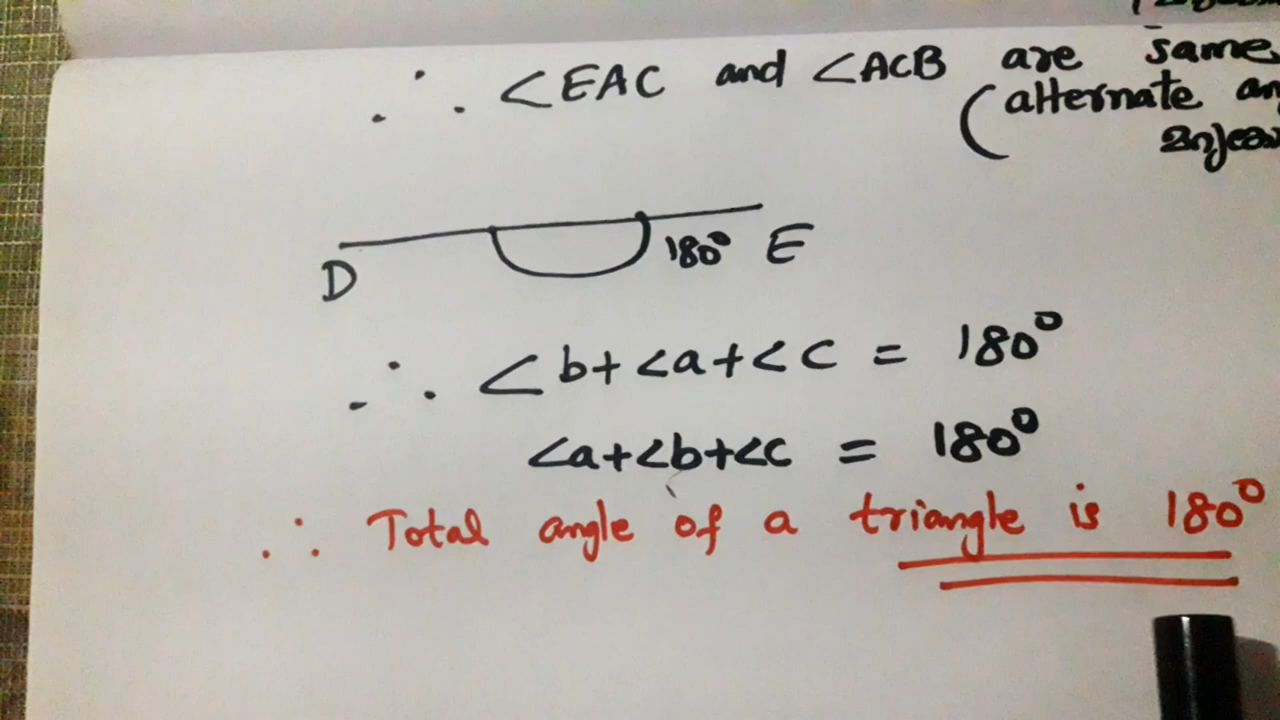 ∴ <EAC and <ACB are same
(alternate
D 180° E
∴ <b+<a+<c = 180°
<a+<b+<c = 180°
∴ Total angle of a triangle is 180°